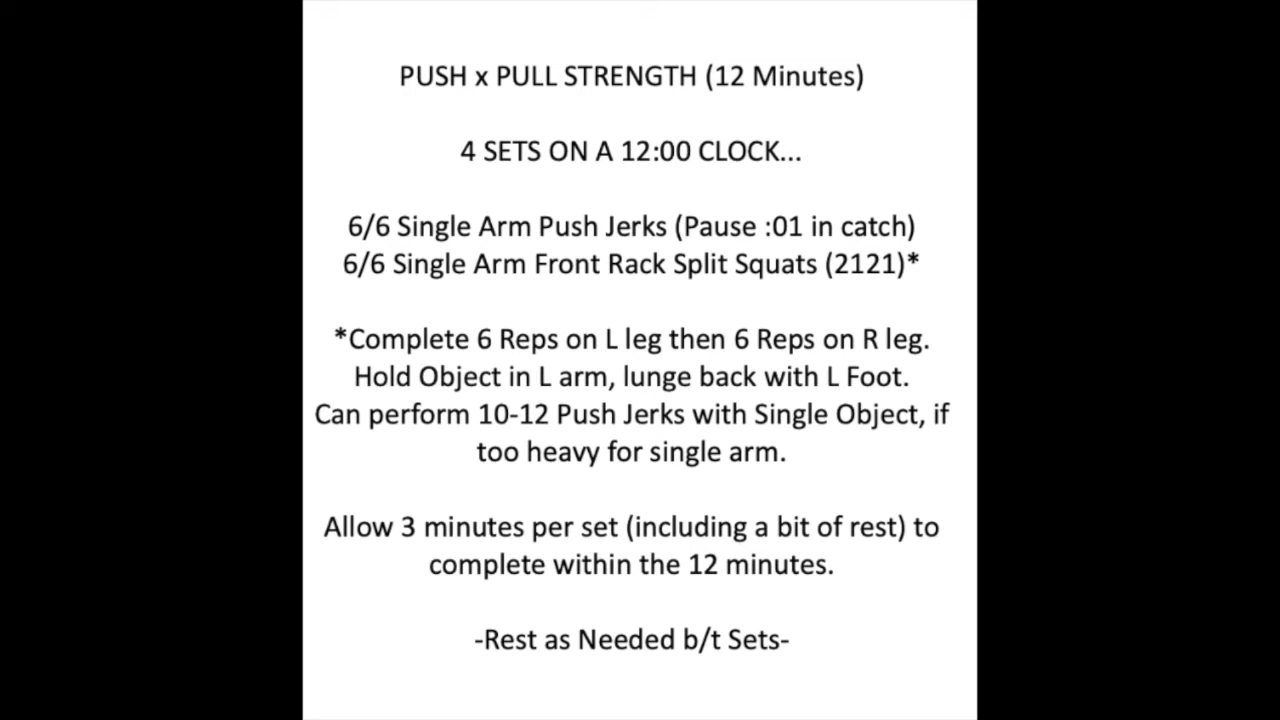 PUSH x PULL STRENGTH (12 Minutes)
4 SETS ON A 12:00 CLOCK...
6/6 Single Arm Push Jerks (Pause :01 in catch)
6/6 Single Arm Front Rack Split Squats (2121)*
*Complete 6 Reps on L leg then 6 Reps on R leg.
Hold Object in L arm, lunge back with L Foot.
Can perform 10-12 Push Jerks with Single Object, if
too heavy for single arm.
Allow 3 minutes per set (including a bit of rest) to
complete within the 12 minutes.
-Rest as Needed b/t Sets-